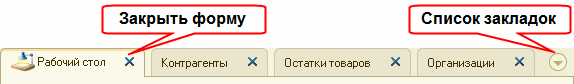 Закрыть форму
Список закладок
Рабочий стол
Контрагенты
Остатки товаров
Организации